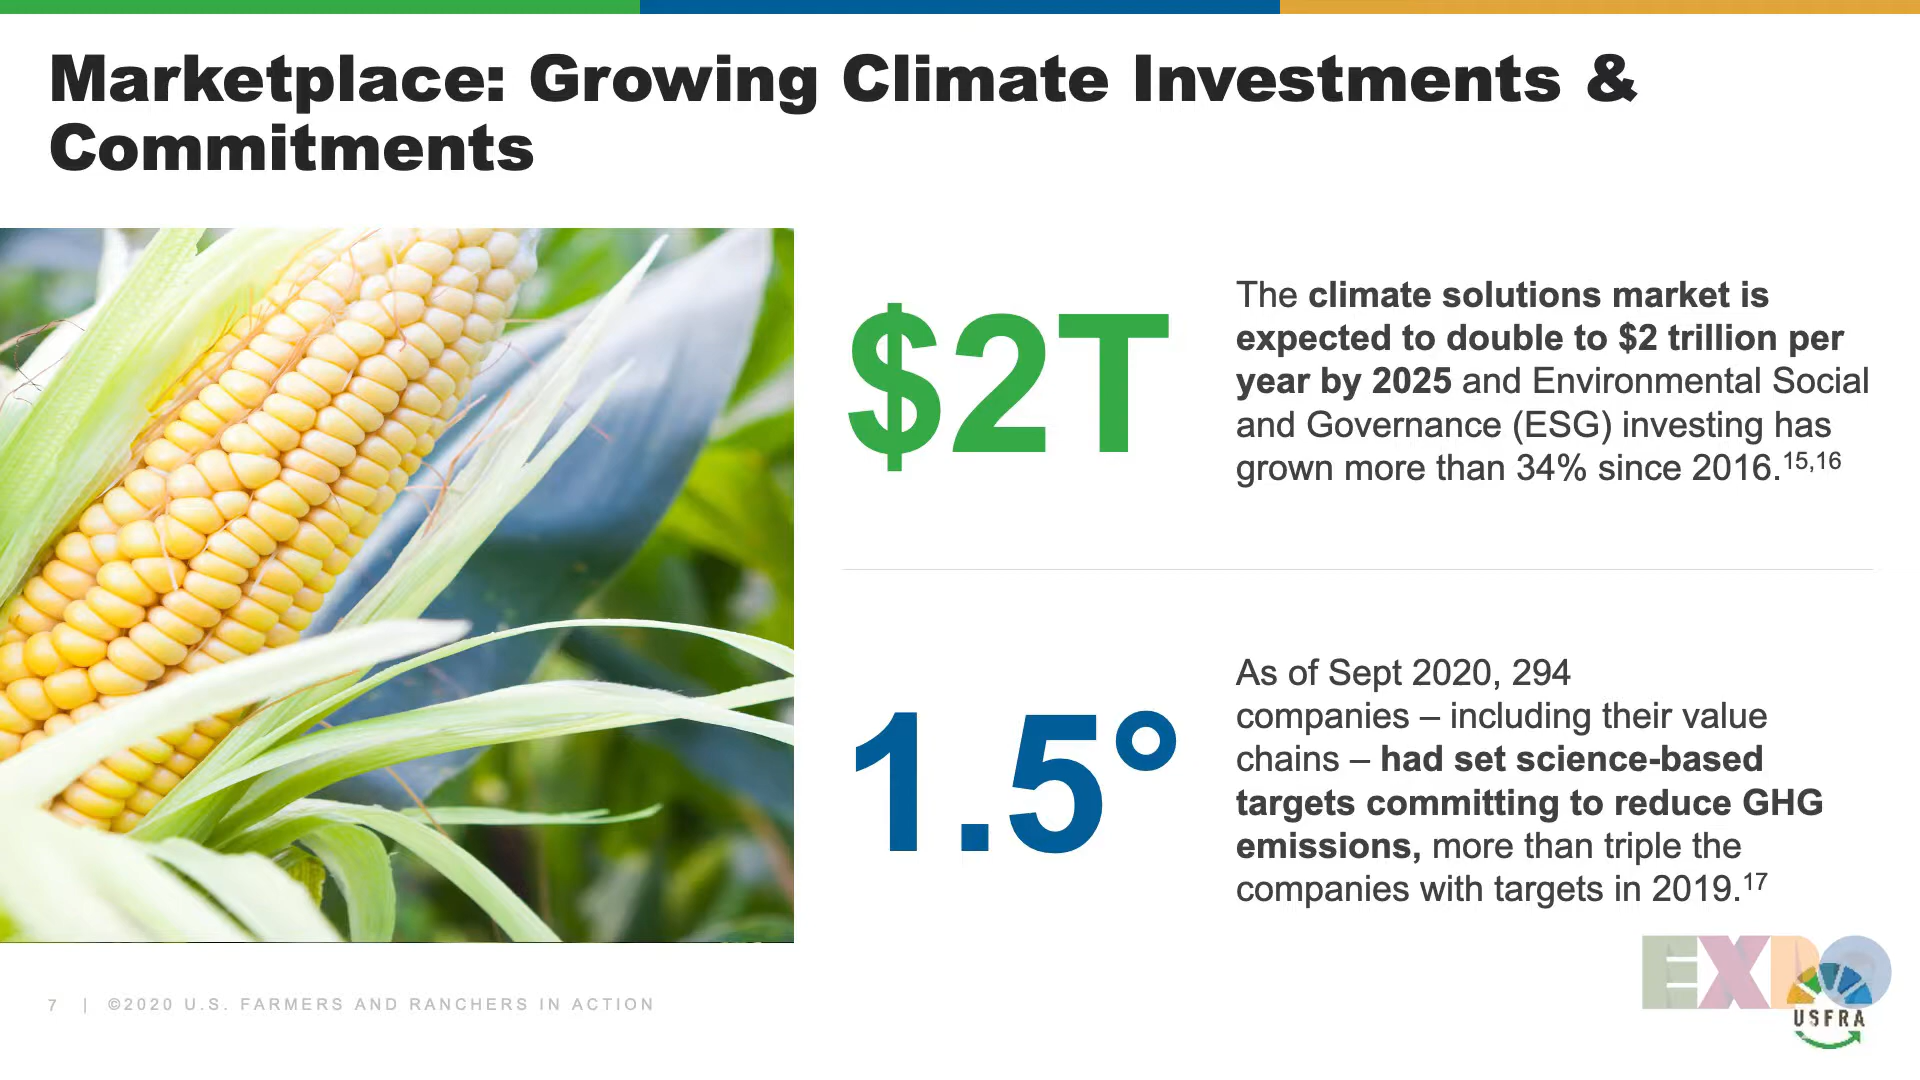 Marketplace: Growing Climate Investments &
Commitments
$2T
The climate solutions market is
expected to double to $2 trillion per
year by 2025 and Environmental Social
and Governance (ESG) investing has
grown more than 34% since 2016.15,16
1.5°
As of Sept 2020, 294
companies – including their value
chains – had set science-based
targets committing to reduce GHG
emissions, more than triple the
companies with targets in 2019.17
7 | ©2020 U.S. FARMERS AND RANCHERS IN ACTION
EXPO
USFRA